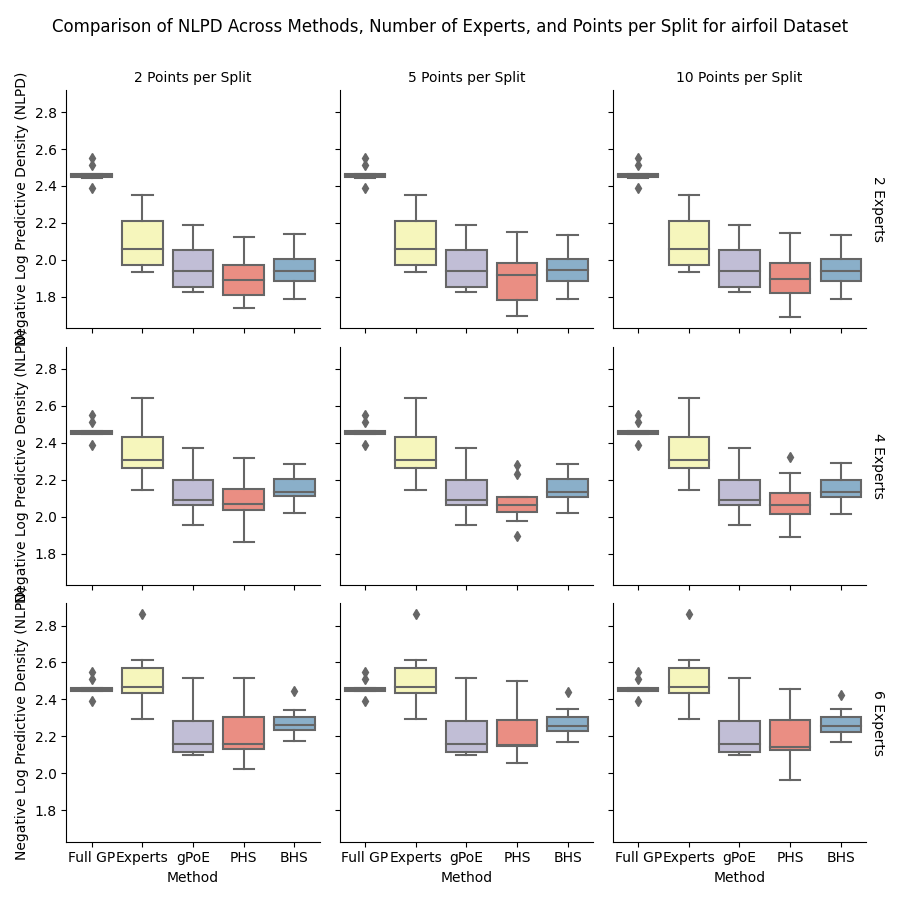 Comparison of NLPD Across Methods, Number of Experts, and Points per Split for airfoil Dataset
2 Points per Split
5 Points per Split
10 Points per Split
Negative Log Predictive Density (NLPD)
2.8
2.6
2.4
2.2
2.0
1.8
2 Experts
Negative Log Predictive Density (NLPD)
2.8
2.6
2.4
2.2
2.0
1.8
4 Experts
Negative Log Predictive Density (NLPD)
2.8
2.6
2.4
2.2
2.0
1.8
6 Experts
Full GP Experts gPoE PHS BHS
Full GP Experts gPoE PHS BHS
Full GP Experts gPoE PHS BHS
Method
Method
Method